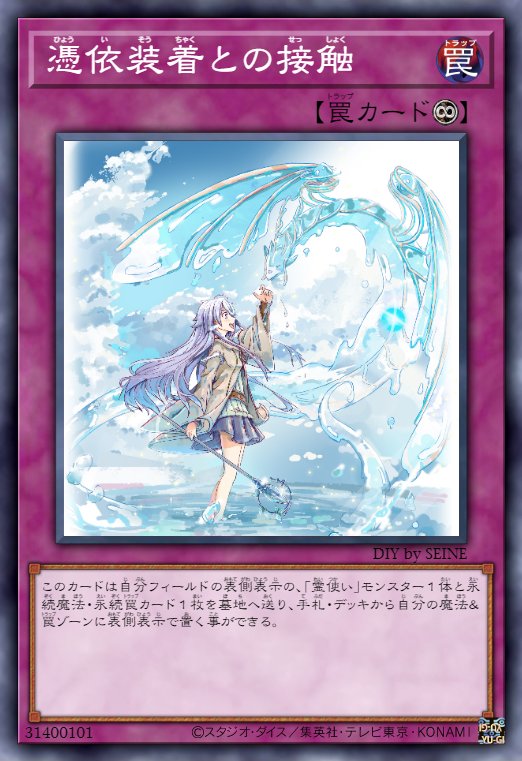 憑依装着との接触
罠
トラップ
【罠カード】
DIY by SEINE
このカードは自分フィールドの表側表示の、「霊使い」モンスター1体と永
続魔法・永続罠カード1枚を墓地へ送り、手札・デッキから自分の魔法&
罠ゾーンに表側表示で置く事ができる。
31400101
©スタジオ・ダイス/集英社・テレビ東京・KONAMI